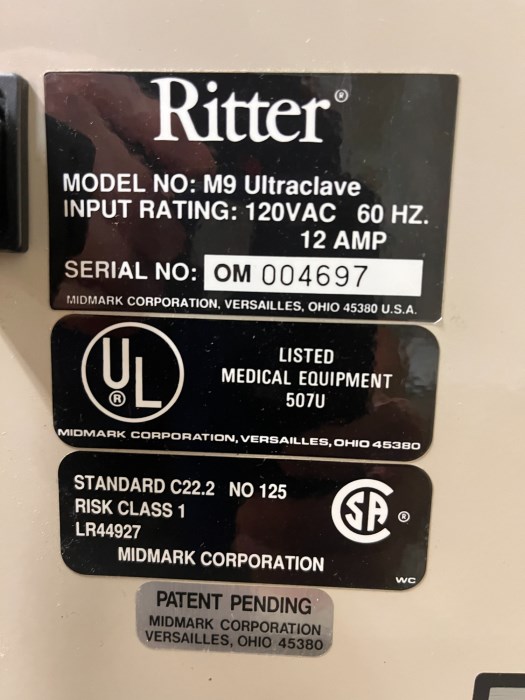 Ritter®
MODEL NO: M9 Ultraclave
INPUT RATING: 120VAC 60 HZ.
12 AMP
SERIAL NO: OM 004697
MIDMARK CORPORATION, VERSAILLES, OHIO 45380 U.S.A.
UL®
LISTED
MEDICAL EQUIPMENT
507U
MIDMARK CORPORATION, VERSAILLES, OHIO 45380
STANDARD C22.2 NO 125
RISK CLASS 1
LR44927
SA®
MIDMARK CORPORATION
WC
PATENT PENDING
MIDMARK CORPORATION
VERSAILLES, OHIO 45380